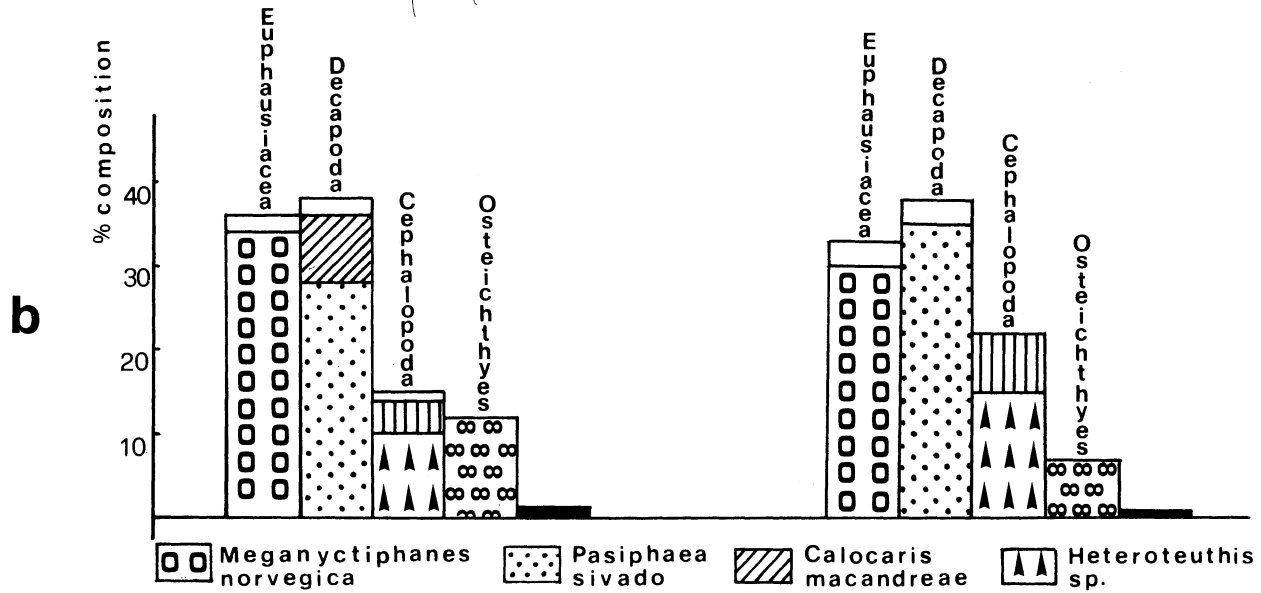 Euphausiacea
Decapoda
Cephalopoda
Osteichthyes
Euphausiacea
Decapoda
Cephalopoda
Osteichthyes
% composition
40
30
20
10
b
Meganyctiphanes norvegica
Pasiphaea sivado
Calocaris macandreae
Heteroteuthis sp.